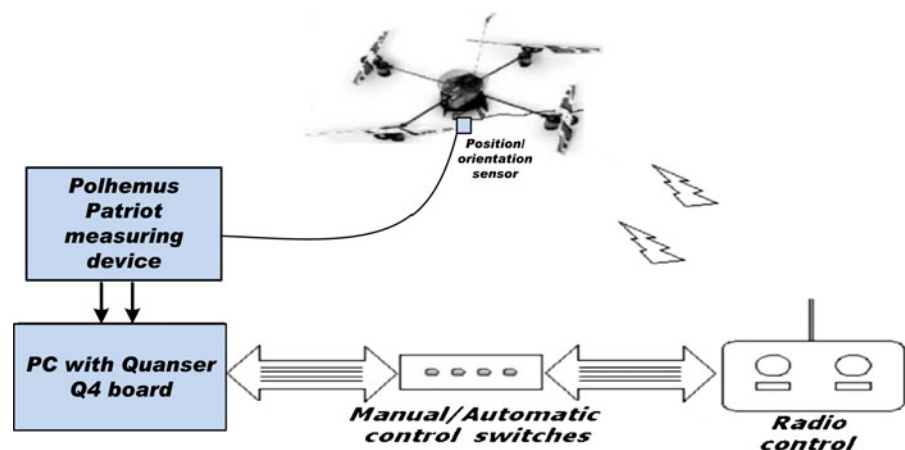 Position/
orientation
sensor
Polhemus
Patriot
measuring
device
PC with Quanser
Q4 board
Manual/Automatic
control switches
Radio
control